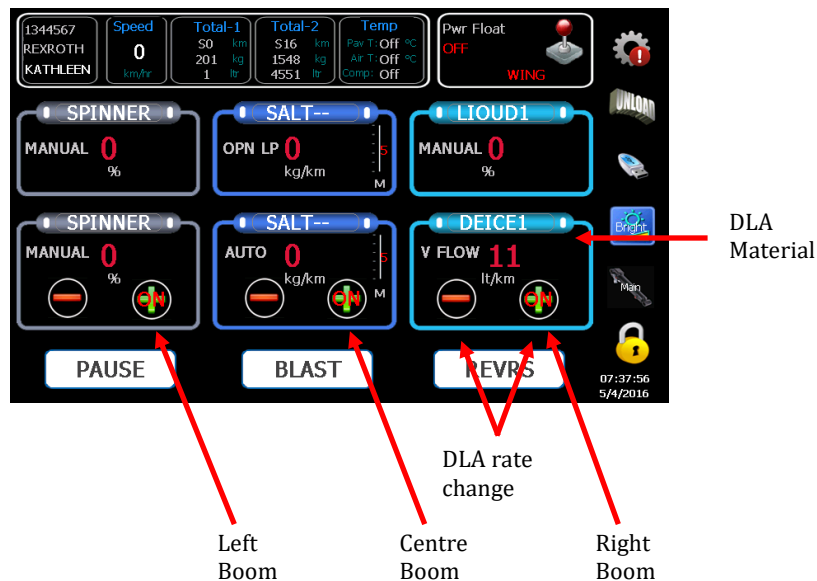 1344567
REXROTH
KATHLEEN
Speed
0
km/hr
Total-1
S0 km
201 kg
1 ltr
Total-2
S16 km
1548 kg
4551 ltr
Temp
Pav T: Off ºC
Air T: Off ºC
Comp: Off
Pwr Float
OFF
WING
UNLOAD
SPINNER
MANUAL 0
%
SALT--
OPN LP 0
kg/km
5
M
LIOUD1
MANUAL 0
%
SPINNER
MANUAL 0
%
ON
SALT--
AUTO 0
kg/km
5
M
ON
DEICE1
V FLOW 11
lt/km
ON
Bright
Main
PAUSE
BLAST
REVRS
07:37:56
5/4/2016
DLA
Material
DLA rate
change
Left
Boom
Centre
Boom
Right
Boom